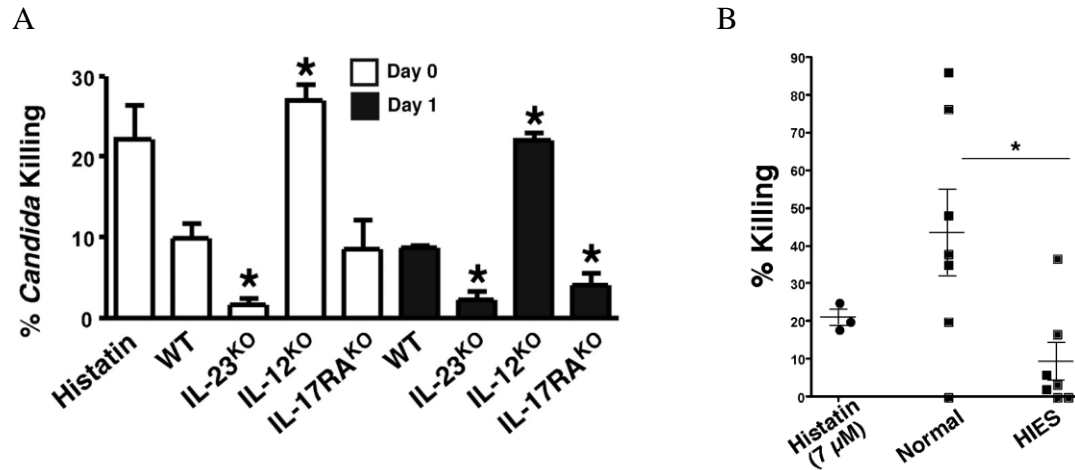 A
% Candida Killing
30
20
10
0
Day 0
Day 1
*
*
*
*
*
Histatin
WT
IL-23KO
IL-12KO
IL-17RAKO
WT
IL-23KO
IL-12KO
IL-17RAKO
B
% Killing
90
80
70
60
50
40
30
20
10
0
*
Histatin
(7 µM)
Normal
HIES